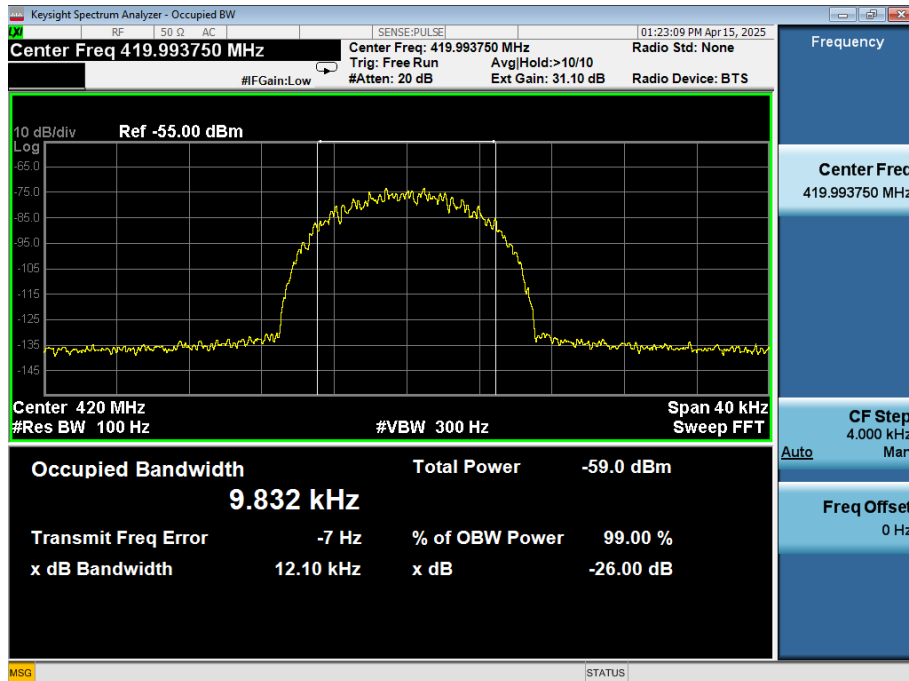 Keysight Spectrum Analyzer - Occupied BW
LXI RF 50 Ω AC SENSE:PULSE 01:23:09 PM Apr 15, 2025
Center Freq 419.993750 MHz
Center Freq: 419.993750 MHz Radio Std: None
Trig: Free Run Avg|Hold:>10/10
#IFGain:Low #Atten: 20 dB Ext Gain: 31.10 dB Radio Device: BTS
10 dB/div Ref -55.00 dBm
Log
-65.0
-75.0
-85.0
-95.0
-105
-115
-125
-135
-145
Center 420 MHz Span 40 kHz
#Res BW 100 Hz #VBW 300 Hz Sweep FFT
Occupied Bandwidth Total Power -59.0 dBm
9.832 kHz
Transmit Freq Error -7 Hz % of OBW Power 99.00 %
x dB Bandwidth 12.10 kHz x dB -26.00 dB
Frequency
Center Freq
419.993750 MHz
CF Step
4.000 kHz
Auto Man
Freq Offset
0 Hz
MSG STATUS